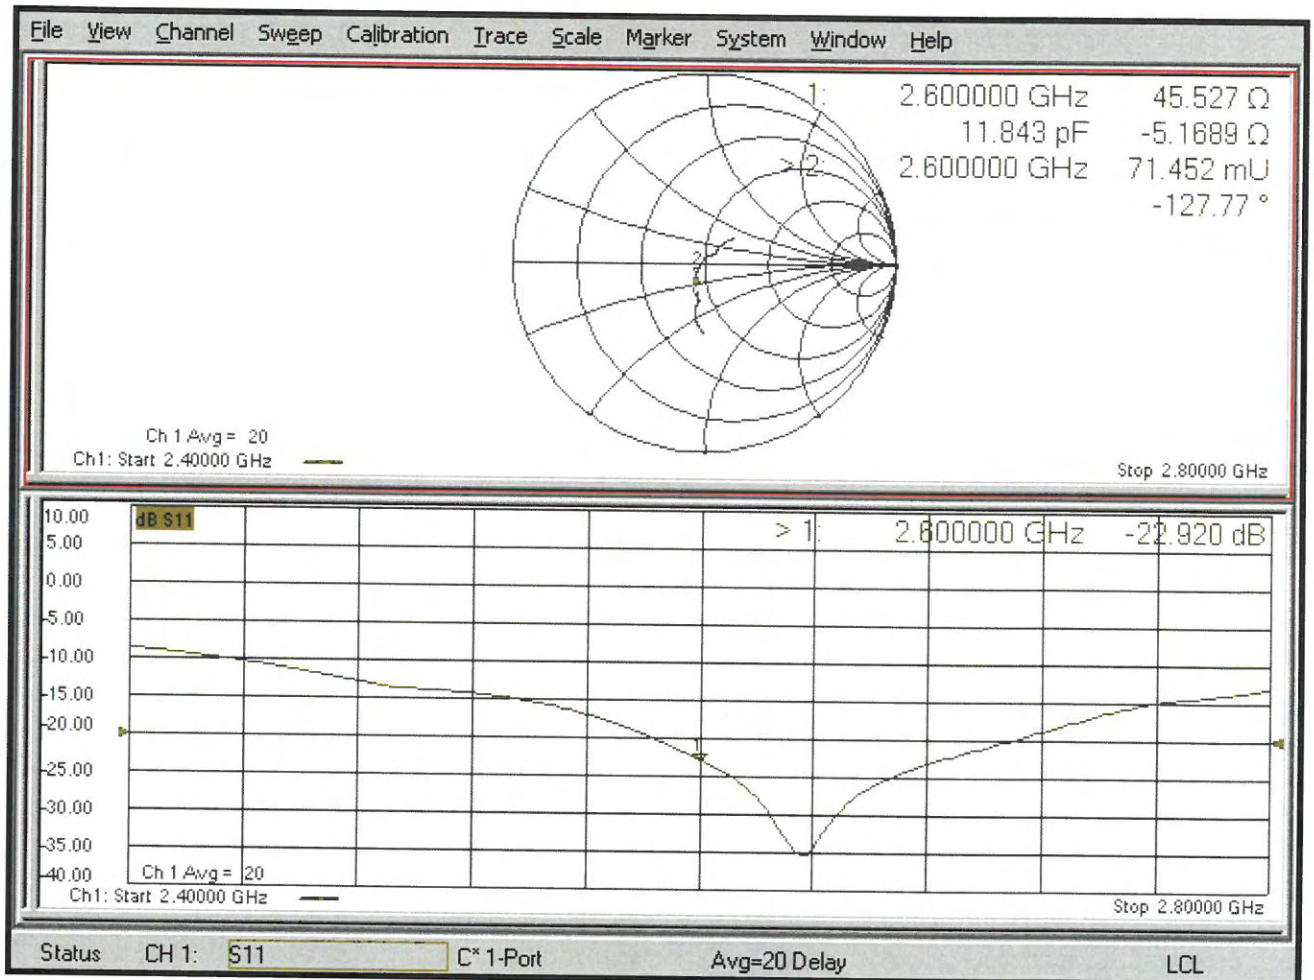 File View Channel Sweep Calibration Trace Scale Marker System Window Help
1: 2.600000 GHz 45.527 Ω
11.843 pF -5.1689 Ω
> 2: 2.600000 GHz 71.452 mU
-127.77 °
2
Ch 1 Avg = 20
Ch1: Start 2.40000 GHz
Stop 2.80000 GHz
10.00
dB S11
> 1: 2.600000 GHz -22.920 dB
5.00
0.00
-5.00
-10.00
-15.00
-20.00
1
-25.00
-30.00
-35.00
-40.00
Ch 1 Avg = 20
Ch1: Start 2.40000 GHz
Stop 2.80000 GHz
Status CH 1: S11 C* 1-Port Avg=20 Delay LCL